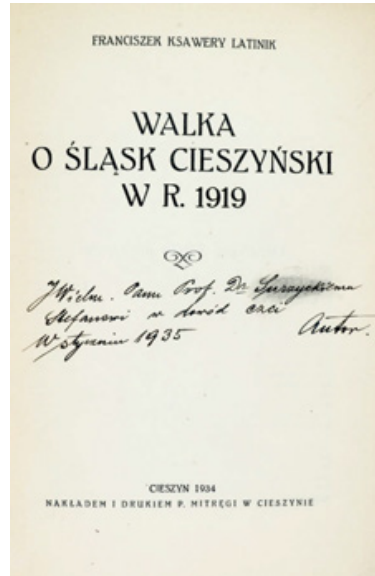 FRANCISZEK KSAWERY LATINIK
WALKA
O ŚLĄSK CIESZYŃSKI
W R. 1919
JWielm. Panu Prof. Dr
Stefanowi w dowód czci
W styczniu 1935 Autor.
CIESZYN 1934
NAKŁADEM I DRUKIEM P. MITRĘGI W CIESZYNIE